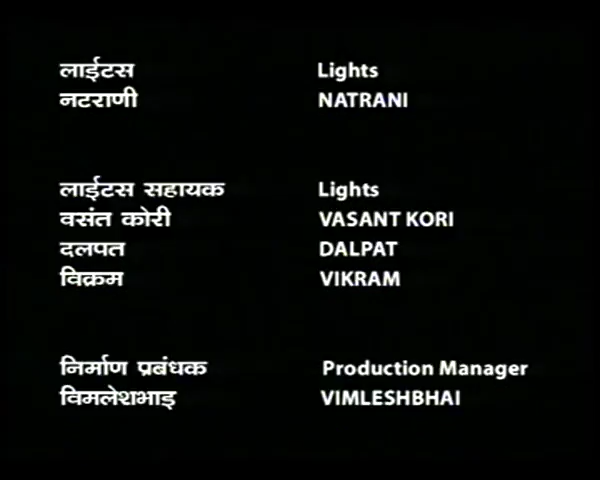 लाईटस Lights
नटराणी NATRANI
लाईटस सहायक Lights
वसंत कोरी VASANT KORI
दलपत DALPAT
विक्रम VIKRAM
निर्माण प्रबंधक Production Manager
विमलेशभाइ VIMLESHBHAI